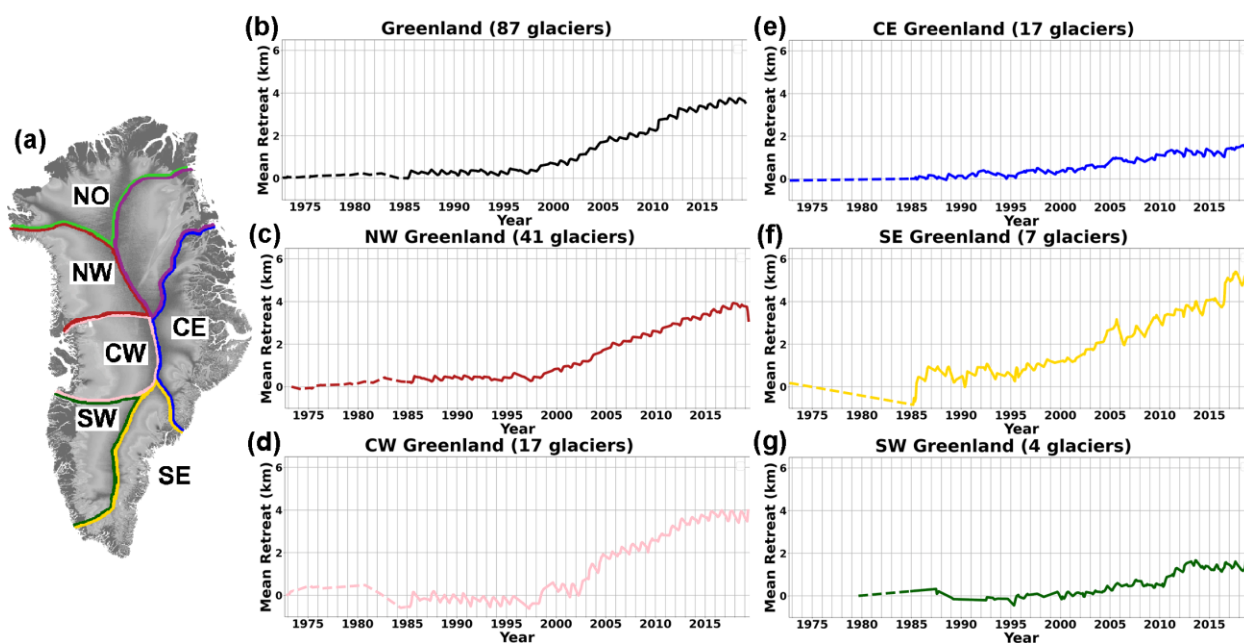 (a)
NO
NW
CE
CW
SW
SE
(b)
Greenland (87 glaciers)
Mean Retreat (km)
6
4
2
0
1975 1980 1985 1990 1995 2000 2005 2010 2015
Year
(c)
NW Greenland (41 glaciers)
Mean Retreat (km)
6
4
2
0
1975 1980 1985 1990 1995 2000 2005 2010 2015
Year
(d)
CW Greenland (17 glaciers)
Mean Retreat (km)
6
4
2
0
1975 1980 1985 1990 1995 2000 2005 2010 2015
Year
(e)
CE Greenland (17 glaciers)
Mean Retreat (km)
6
4
2
0
1975 1980 1985 1990 1995 2000 2005 2010 2015
Year
(f)
SE Greenland (7 glaciers)
Mean Retreat (km)
6
4
2
0
1975 1980 1985 1990 1995 2000 2005 2010 2015
Year
(g)
SW Greenland (4 glaciers)
Mean Retreat (km)
6
4
2
0
1975 1980 1985 1990 1995 2000 2005 2010 2015
Year